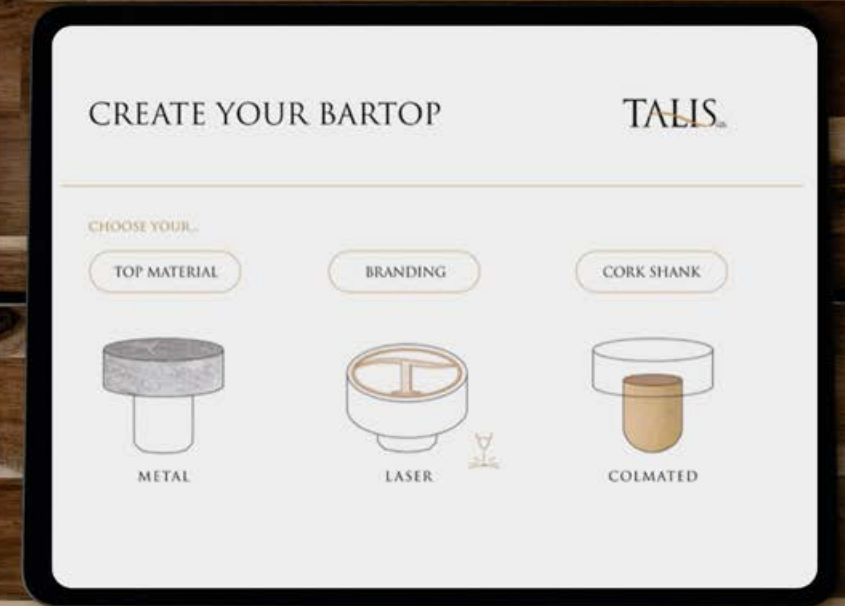 CREATE YOUR BARTOP
TALIS
CHOOSE YOUR...
TOP MATERIAL
BRANDING
CORK SHANK
METAL
LASER
COLMATED